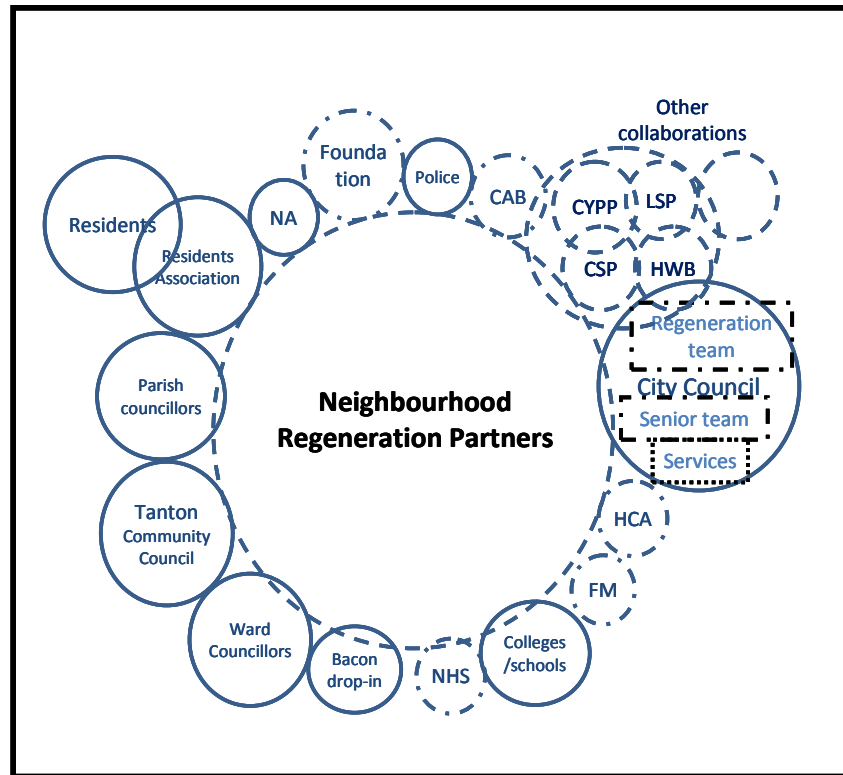 Other
collaborations
Founda
tion
Police
CAB
CYPP
LSP
NA
Residents
Residents
Association
CSP
HWB
Regeneration
team
City Council
Senior team
Services
Parish
councillors
Neighbourhood
Regeneration Partners
Tanton
Community
Council
HCA
FM
Ward
Councillors
Bacon
drop-in
NHS
Colleges
/schools